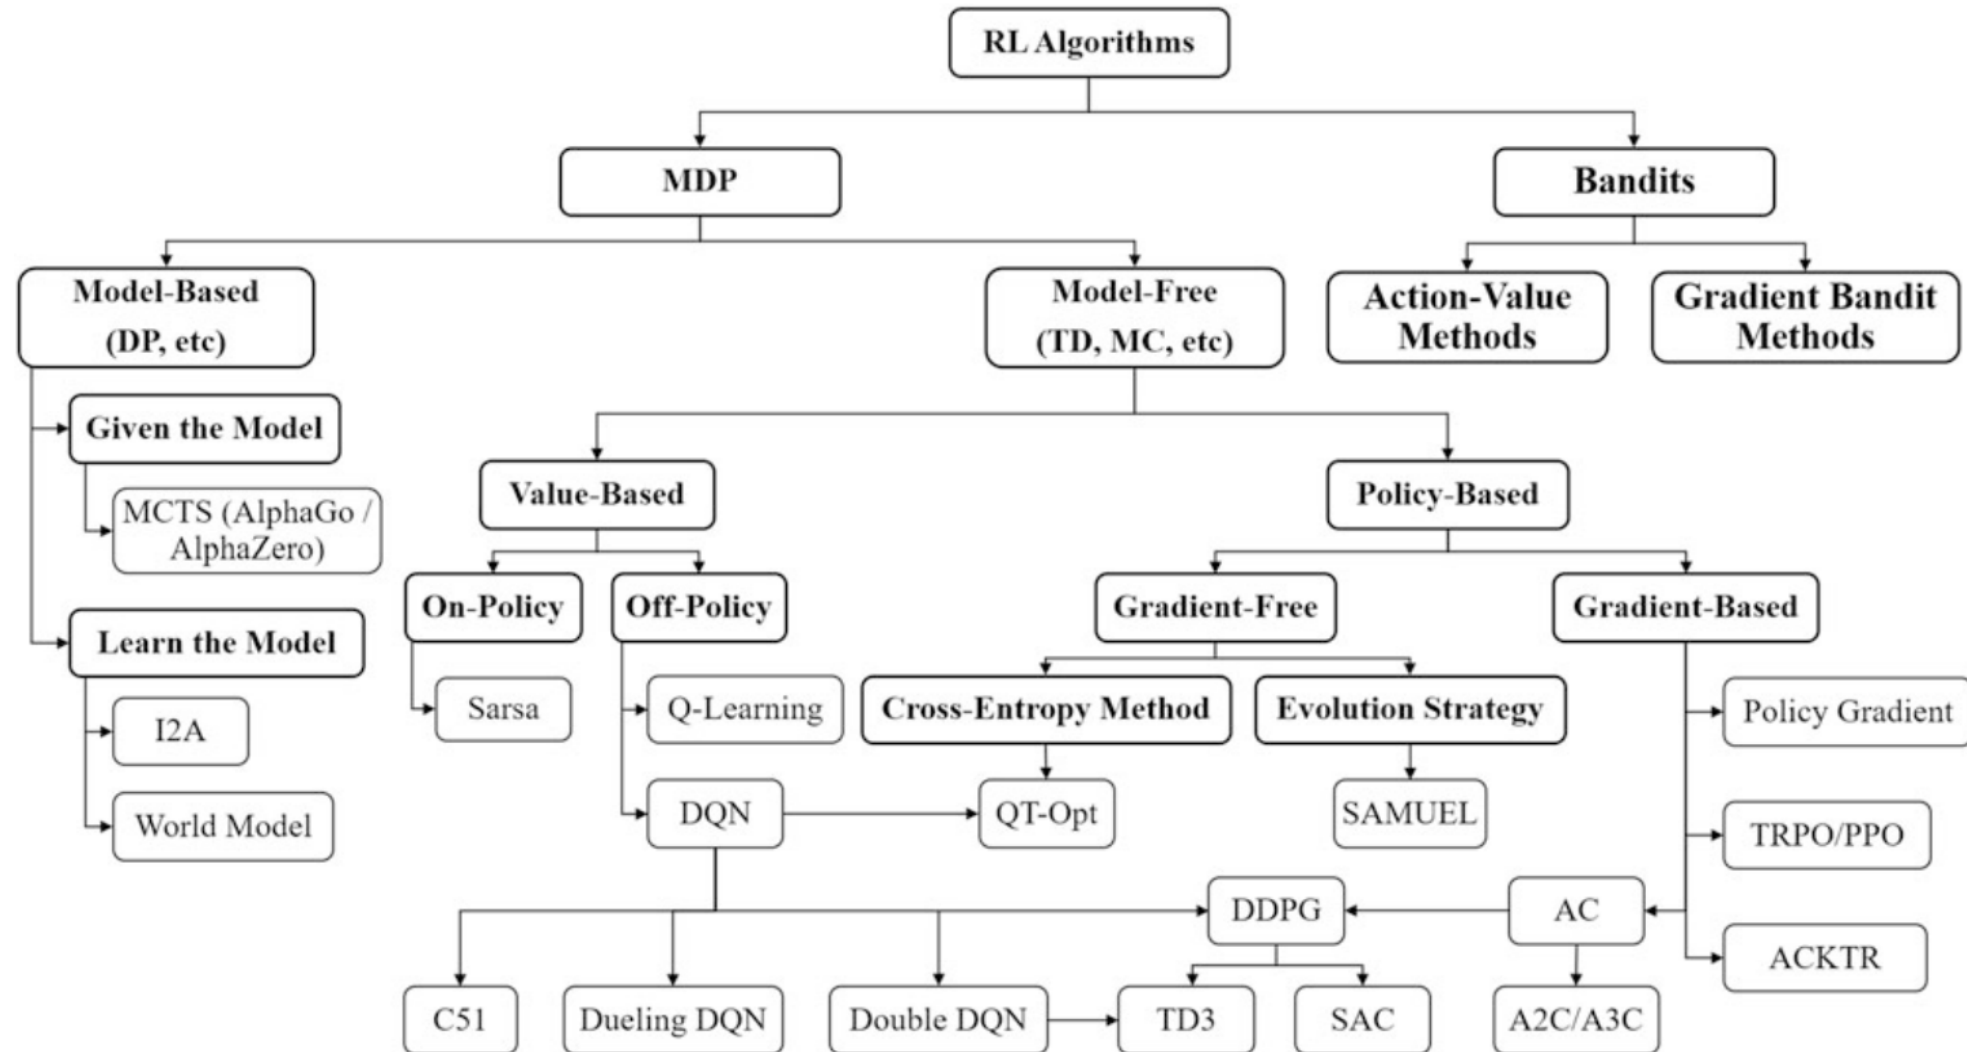 RL Algorithms
MDP
Bandits
Model-Based
(DP, etc)
Model-Free
(TD, MC, etc)
Action-Value
Methods
Gradient Bandit
Methods
Given the Model
MCTS (AlphaGo /
AlphaZero)
Learn the Model
I2A
World Model
Value-Based
Policy-Based
On-Policy
Off-Policy
Gradient-Free
Gradient-Based
Sarsa
Q-Learning
Cross-Entropy Method
Evolution Strategy
Policy Gradient
DQN
QT-Opt
SAMUEL
TRPO/PPO
DDPG
AC
ACKTR
C51
Dueling DQN
Double DQN
TD3
SAC
A2C/A3C